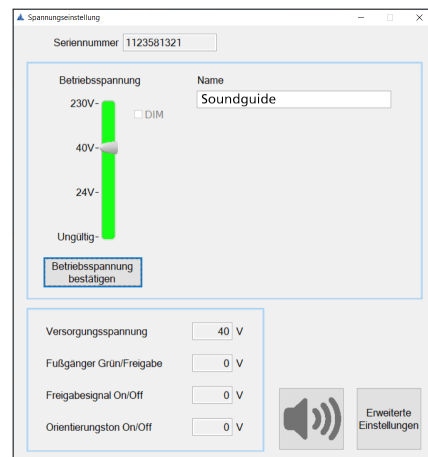 Spannungseinstellung
Seriennummer 1123581321
Betriebsspannung
Name
230V-
Soundguide
DIM
40V-
24V-
Ungültig-
Betriebsspannung
bestätigen
Versorgungsspannung 40 V
Fußgänger Grün/Freigabe 0 V
Freigabesignal On/Off 0 V
Orientierungston On/Off 0 V
Erweiterte
Einstellungen